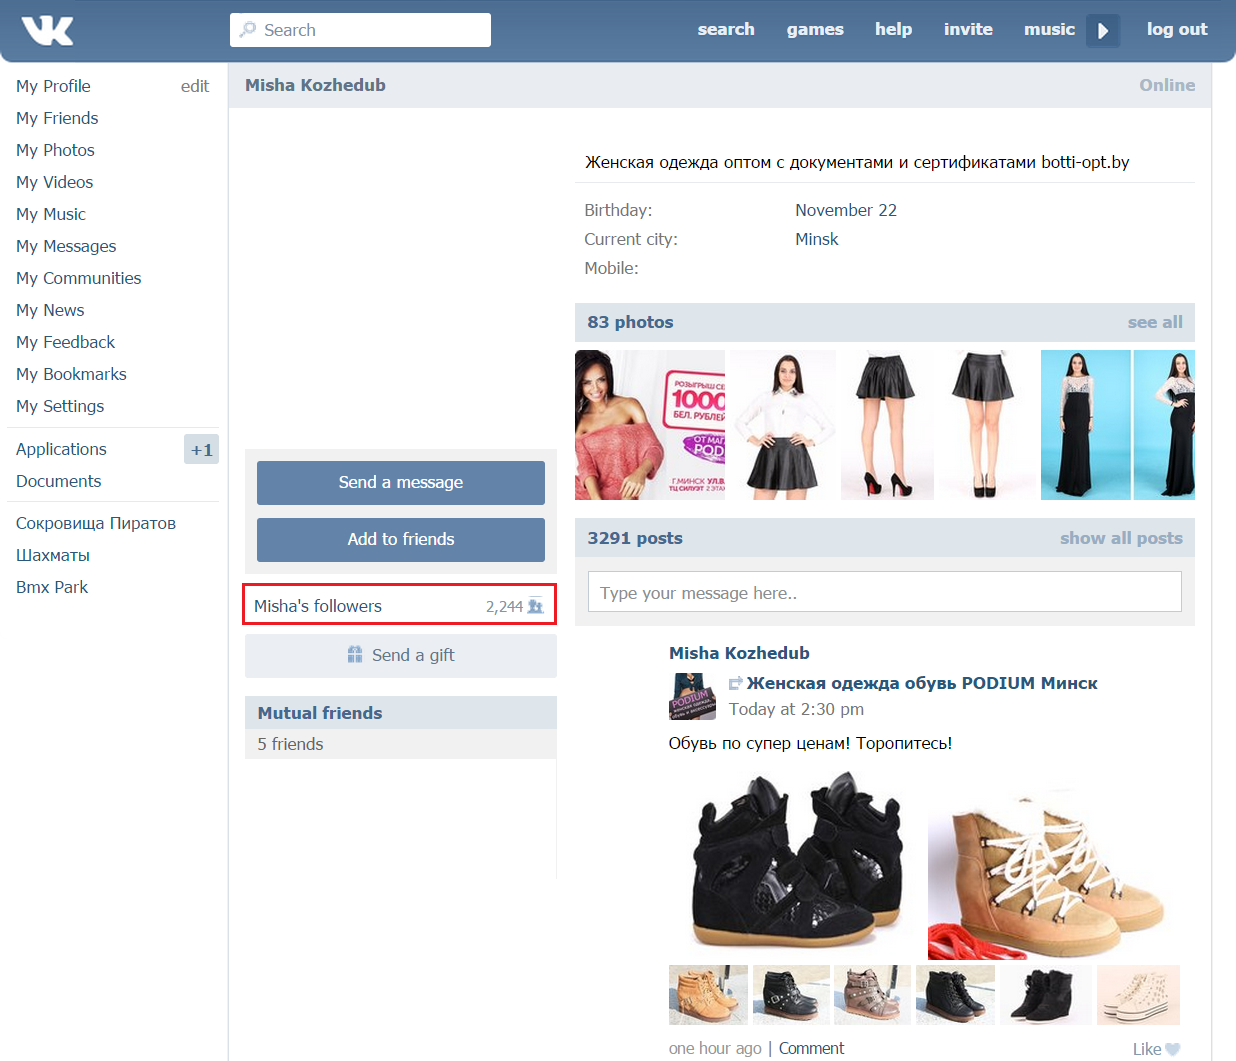 VK
Search
search games help invite music log out
My Profile edit
My Friends
My Photos
My Videos
My Music
My Messages
My Communities
My News
My Feedback
My Bookmarks
My Settings
Applications +1
Documents
Сокровища Пиратов
Шахматы
Bmx Park
Misha Kozhedub Online
Send a message
Add to friends
Misha's followers 2,244
Send a gift
Mutual friends
5 friends
Женская одежда оптом с документами и сертификатами botti-opt.by
Birthday: November 22
Current city: Minsk
Mobile:
83 photos see all
РОЗЫГРЫШ СЕ
1000
БЕЛ. РУБЛЕЙ
ОТ МАГ
POD
Г.МИНСК УЛ.В
ТЦ СИЛУЭТ 2 ЭТАЖ
3291 posts show all posts
Type your message here..
Misha Kozhedub
PODIUM
Женская одежда обувь PODIUM Минск
Today at 2:30 pm
Обувь по супер ценам! Торопитесь!
one hour ago | Comment Like